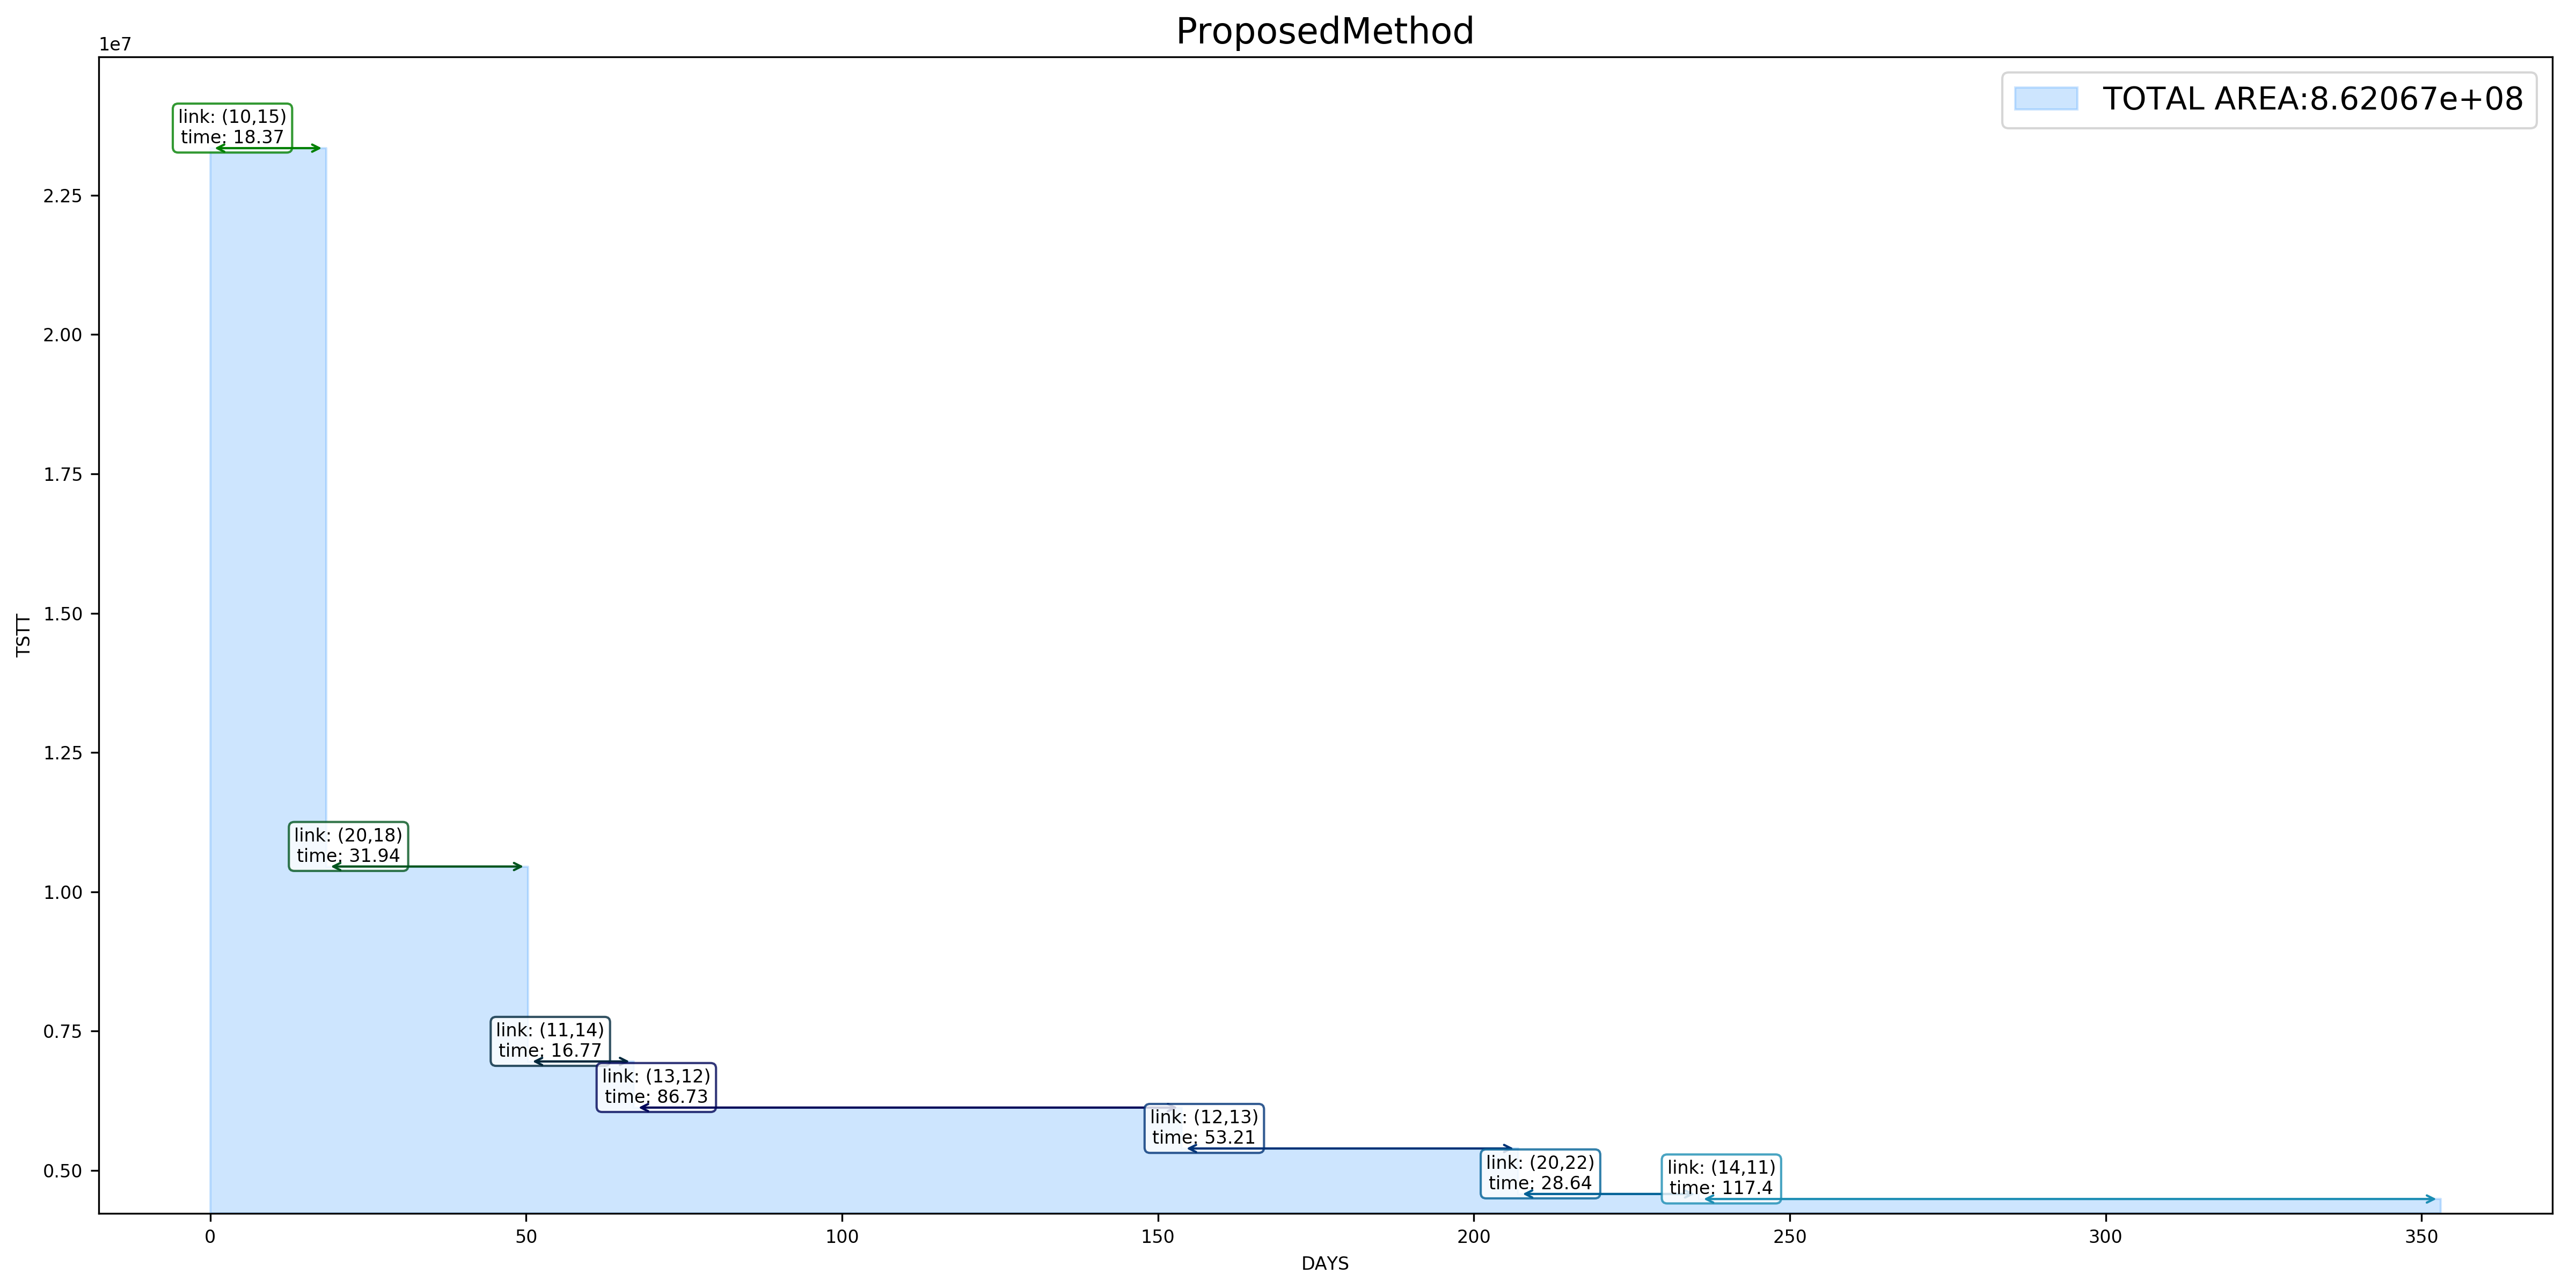 ProposedMethod
1e7
TOTAL AREA:8.62067e+08
link: (10,15)
time: 18.37
2.25
2.00
1.75
1.50
1.25
1.00
0.75
0.50
TSTT
link: (20,18)
time: 31.94
link: (11,14)
time: 16.77
link: (13,12)
time: 86.73
link: (12,13)
time: 53.21
link: (20,22)
time: 28.64
link: (14,11)
time: 117.4
0 50 100 150 200 250 300 350
DAYS